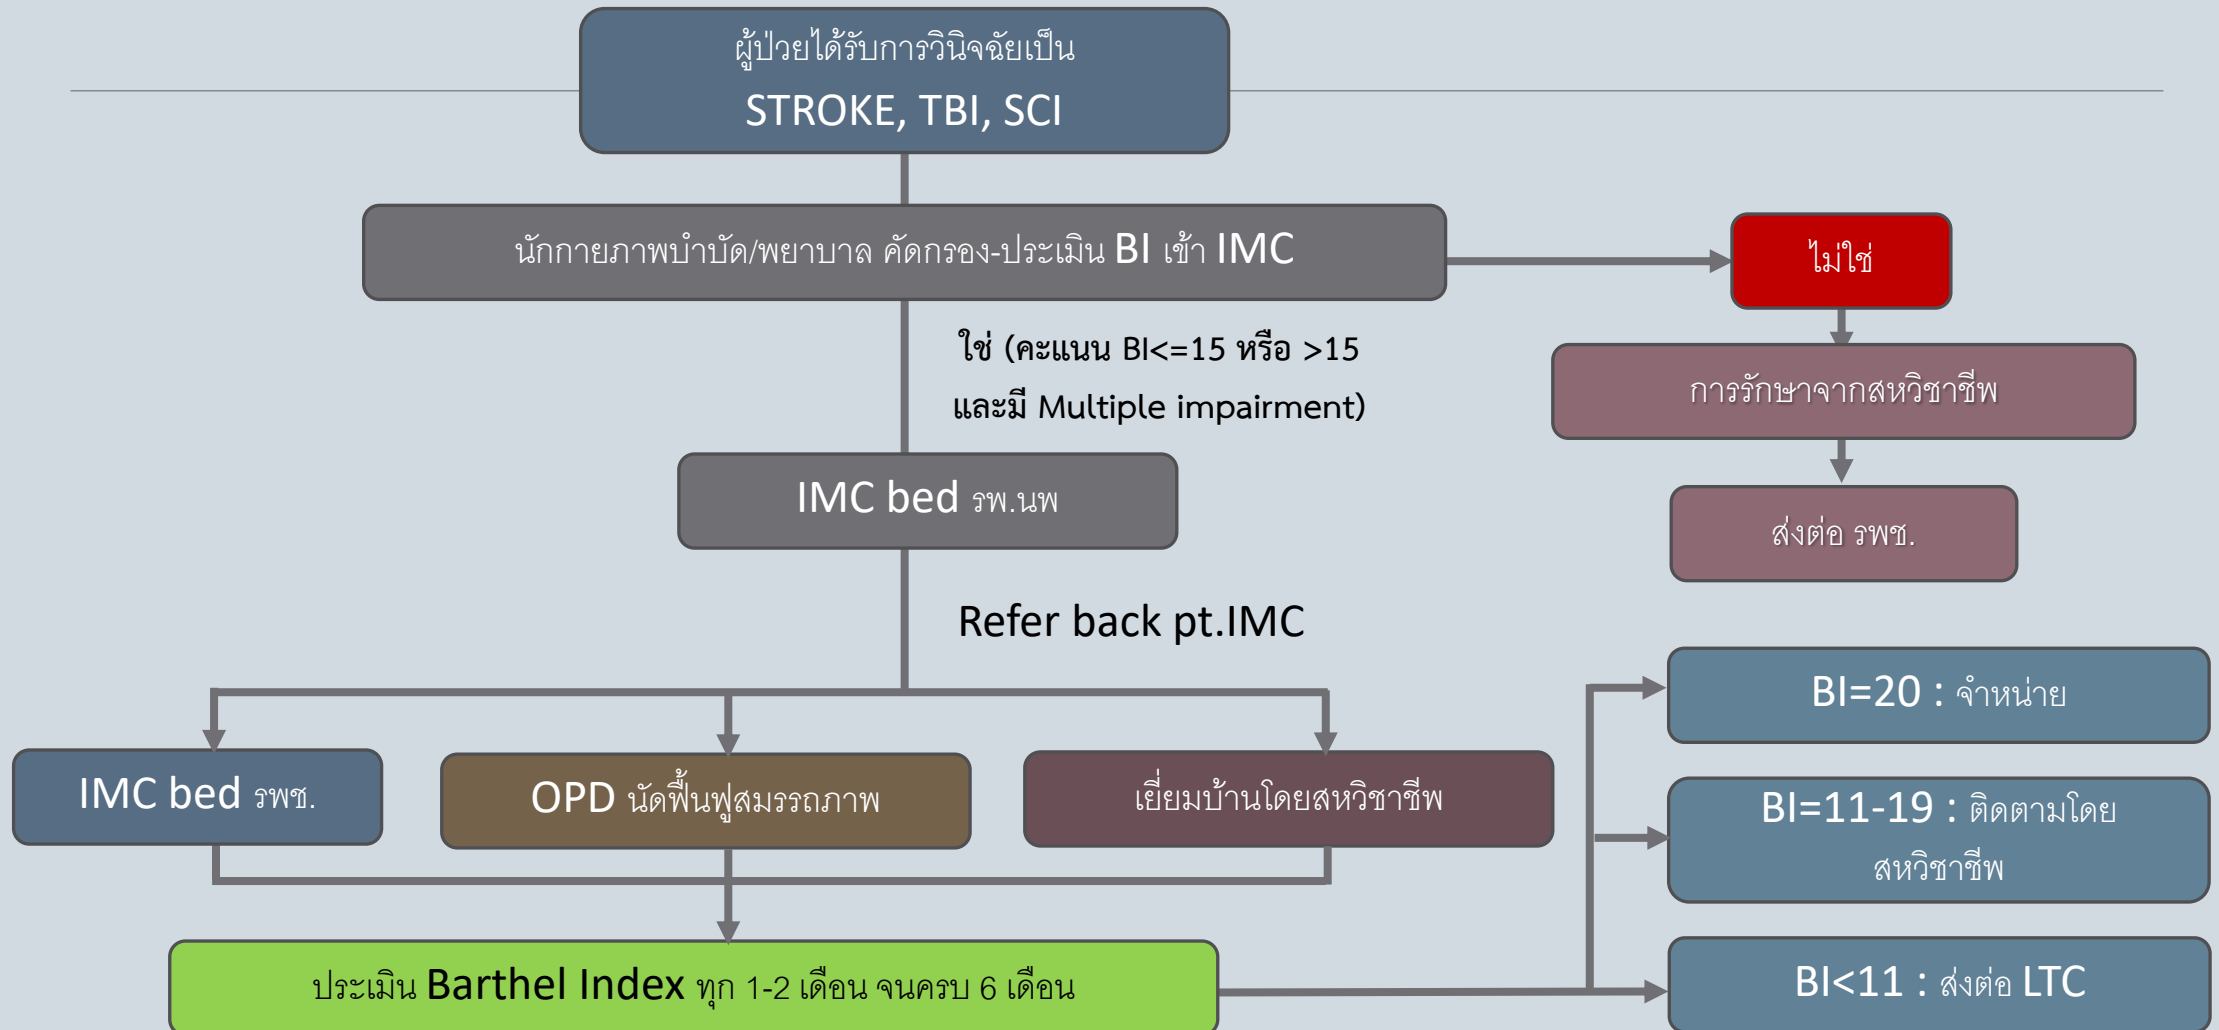 ผู้ป่วยได้รับการวินิจฉัยเป็น
STROKE, TBI, SCI
นักกายภาพบำบัด/พยาบาล คัดกรอง-ประเมิน BI เข้า IMC
ไม่ใช่
ใช่ (คะแนน BI<=15 หรือ >15
และมี Multiple impairment)
การรักษาจากสหวิชาชีพ
IMC bed รพ.นพ
ส่งต่อ รพช.
Refer back pt.IMC
IMC bed รพช.
OPD นัดฟื้นฟูสมรรถภาพ
เยี่ยมบ้านโดยสหวิชาชีพ
BI=20 : จำหน่าย
BI=11-19 : ติดตามโดย
สหวิชาชีพ
ประเมิน Barthel Index ทุก 1-2 เดือน จนครบ 6 เดือน
BI<11 : ส่งต่อ LTC